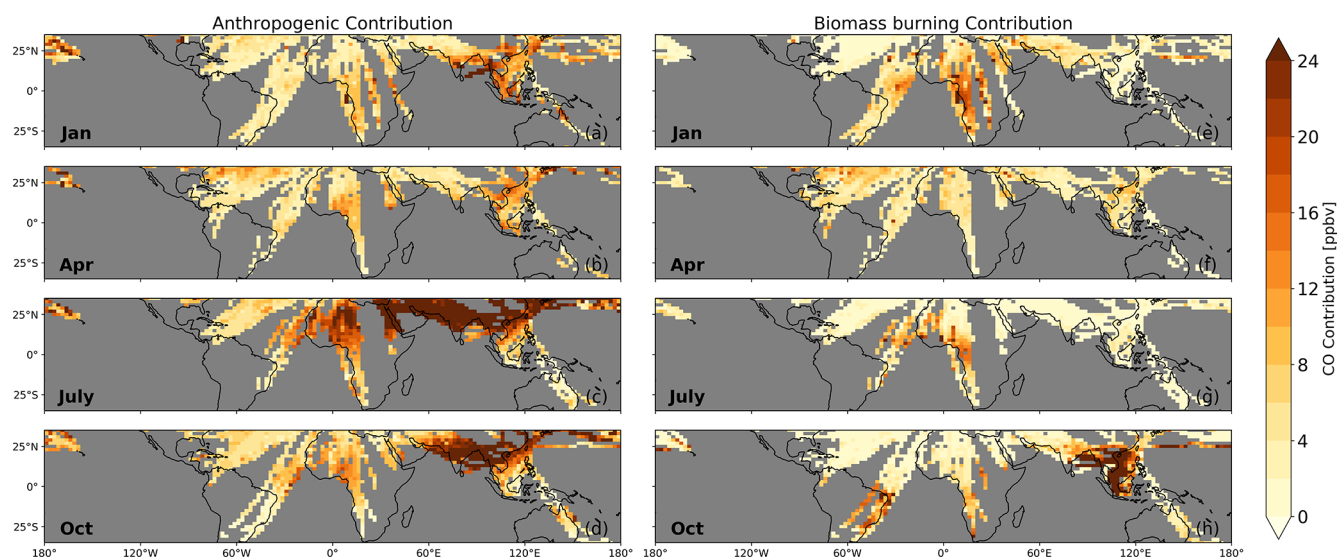 Anthropogenic Contribution
Biomass burning Contribution
25°N
0°
25°S
Jan
(a)
Jan
(e)
25°N
0°
25°S
Apr
(b)
Apr
(f)
25°N
0°
25°S
July
(c)
July
(g)
25°N
0°
25°S
Oct
(d)
Oct
(h)
180° 120°W 60°W 0° 60°E 120°E 180°
180° 120°W 60°W 0° 60°E 120°E 180°
24
20
16
12
8
4
0
CO Contribution [ppbv]